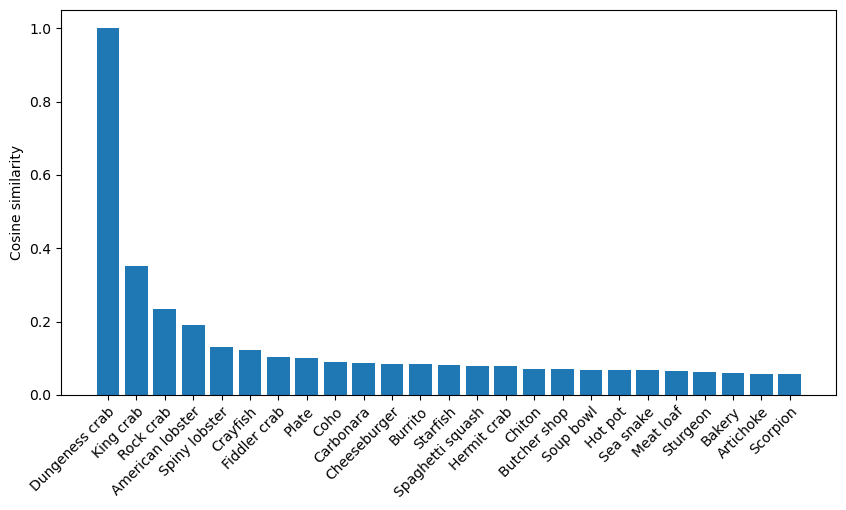 Cosine similarity
1.0
0.8
0.6
0.4
0.2
0.0
Dungeness crab
King crab
Rock crab
American lobster
Spiny lobster
Crayfish
Fiddler crab
Plate
Coho
Carbonara
Cheeseburger
Burrito
Starfish
Spaghetti squash
Hermit crab
Chiton
Butcher shop
Soup bowl
Hot pot
Sea snake
Meat loaf
Sturgeon
Bakery
Artichoke
Scorpion